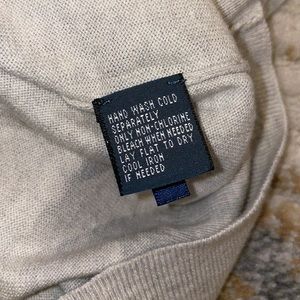 HAND WASH COLD
SEPARATELY
ONLY NON-CHLORINE
BLEACH WHEN NEEDED
LAY FLAT TO DRY
COOL IRON
IF NEEDED